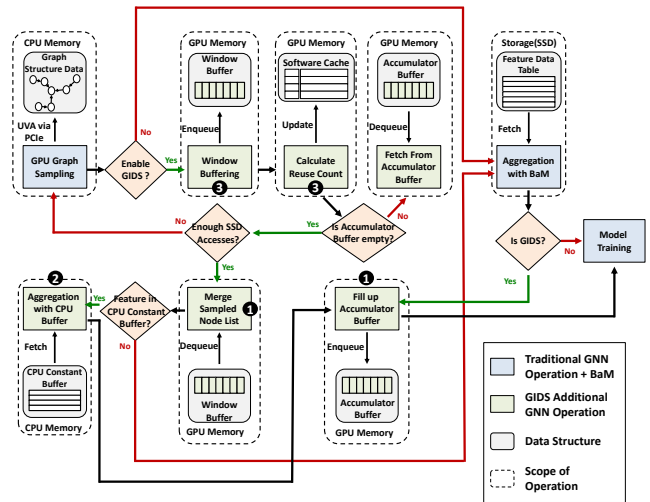 CPU Memory
Graph
Structure Data
UVA via
PCIe
GPU Graph
Sampling
Enable
GIDS ?
No
Yes
GPU Memory
Window
Buffer
Enqueue
Window
Buffering
3
GPU Memory
Software Cache
Update
Calculate
Reuse Count
3
GPU Memory
Accumulator
Buffer
Dequeue
Fetch From
Accumulator
Buffer
Storage(SSD)
Feature Data
Table
Fetch
Aggregation
with BaM
No
Enough SSD
Accesses?
Yes
Is Accumulator
Buffer empty?
No
Yes
Is GIDS?
No
Model
Training
Yes
2
Aggregation
with CPU
Buffer
Yes
Feature in
CPU Constant
Buffer?
No
Fetch
CPU Constant
Buffer
CPU Memory
Merge
Sampled
Node List
1
Dequeue
Window
Buffer
GPU Memory
1
Fill up
Accumulator
Buffer
Enqueue
Accumulator
Buffer
GPU Memory
Traditional GNN
Operation + BaM
GIDS Additional
GNN Operation
Data Structure
Scope of
Operation